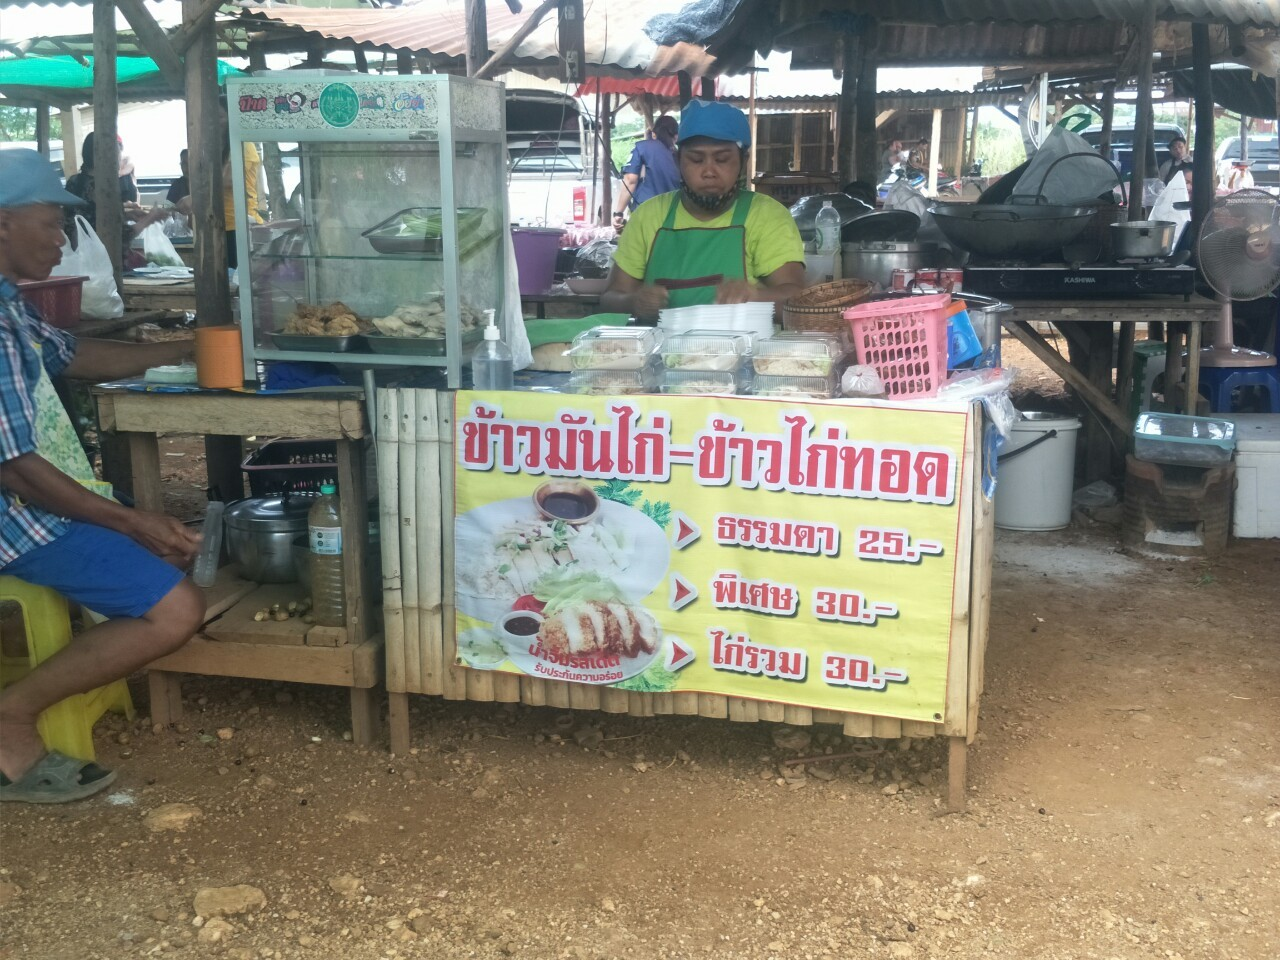 ข้าวมันไก่-ข้าวไก่ทอด
ธรรมดา 25.-
พิเศษ 30.-
ไก่รวม 30.-
น้ำจิ้มรสเด็ด
รับประกันความอร่อย
KASHIWA